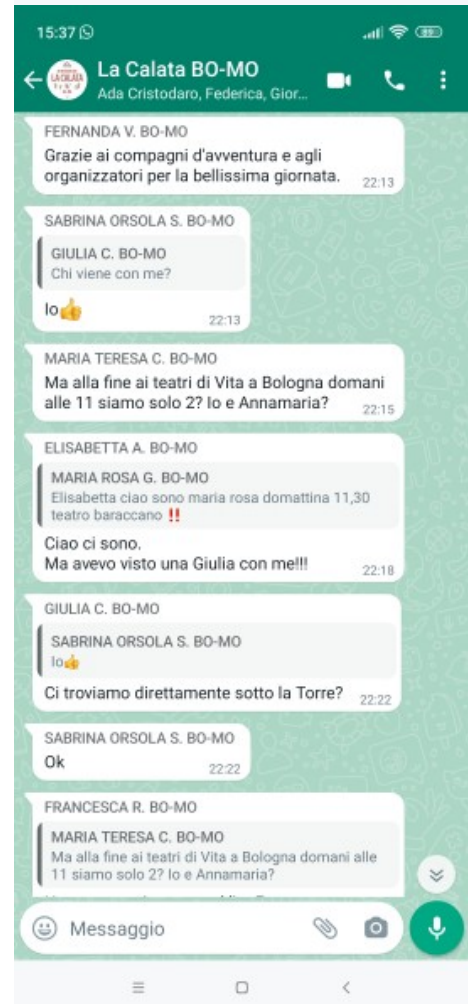 15:37
La Calata BO-MO
Ada Cristodaro, Federica, Gior...
FERNANDA V. BO-MO
Grazie ai compagni d'avventura e agli
organizzatori per la bellissima giornata. 22:13
SABRINA ORSOLA S. BO-MO
GIULIA C. BO-MO
Chi viene con me?
Io👍
22:13
MARIA TERESA C. BO-MO
Ma alla fine ai teatri di Vita a Bologna domani
alle 11 siamo solo 2? Io e Annamaria? 22:15
ELISABETTA A. BO-MO
MARIA ROSA G. BO-MO
Elisabetta ciao sono maria rosa domattina 11,30
teatro baraccano ‼️
Ciao ci sono.
Ma avevo visto una Giulia con me!!! 22:18
GIULIA C. BO-MO
SABRINA ORSOLA S. BO-MO
Io👍
Ci troviamo direttamente sotto la Torre? 22:22
SABRINA ORSOLA S. BO-MO
Ok 22:22
FRANCESCA R. BO-MO
MARIA TERESA C. BO-MO
Ma alla fine ai teatri di Vita a Bologna domani alle
11 siamo solo 2? Io e Annamaria?
Messaggio